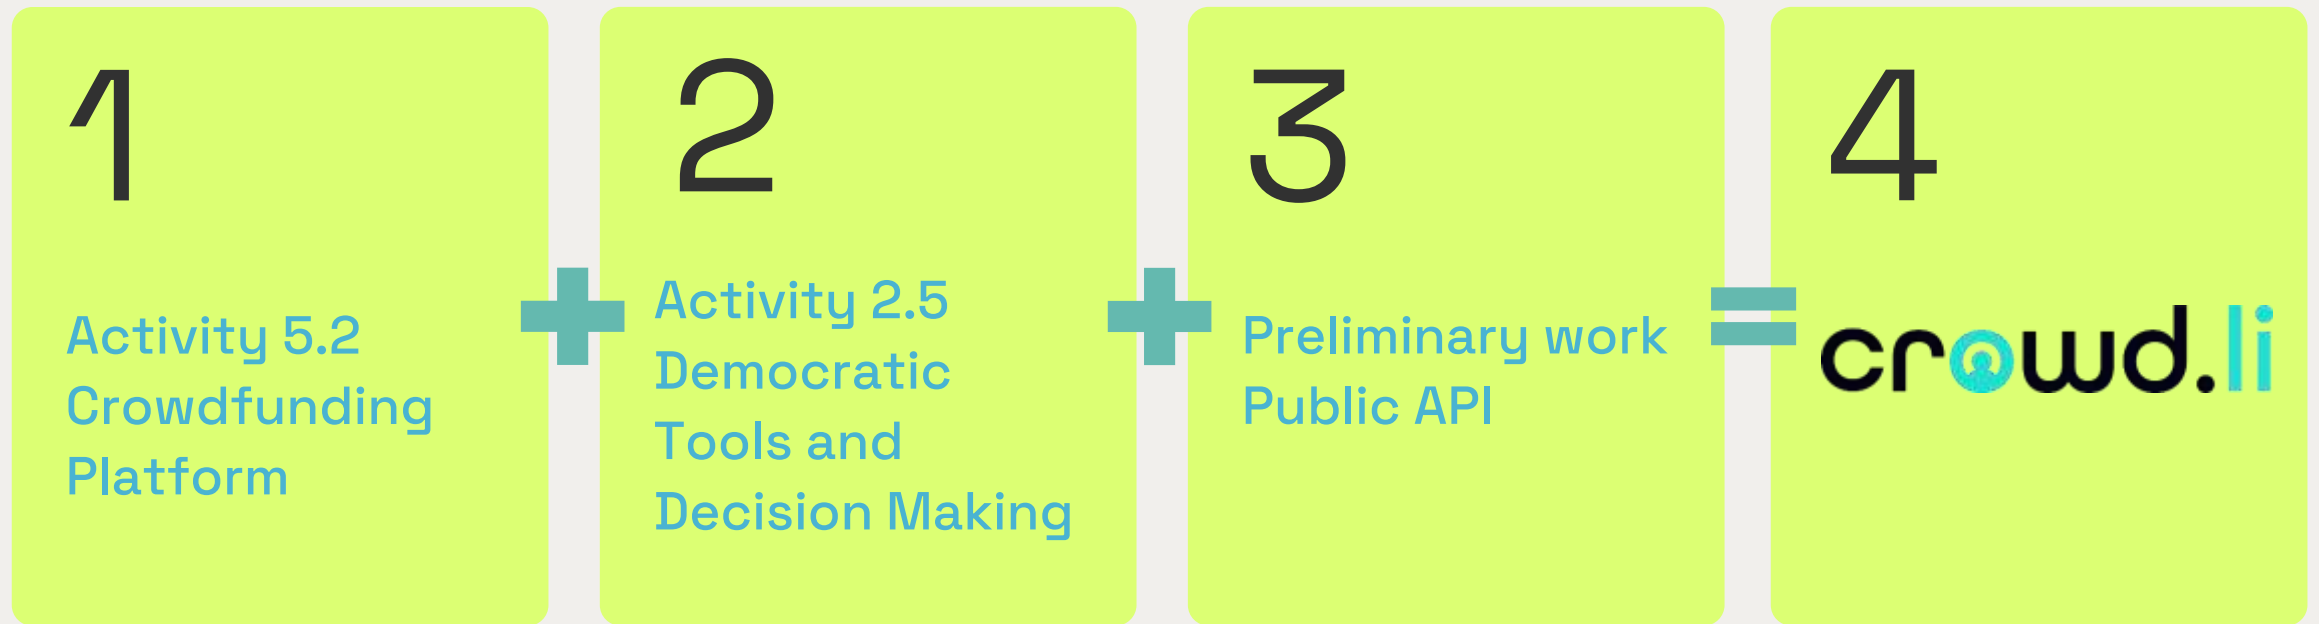 1
Activity 5.2
Crowdfunding
Platform
+
2
Activity 2.5
Democratic
Tools and
Decision Making
+
3
Preliminary work
Public API
=
4
crowd.li